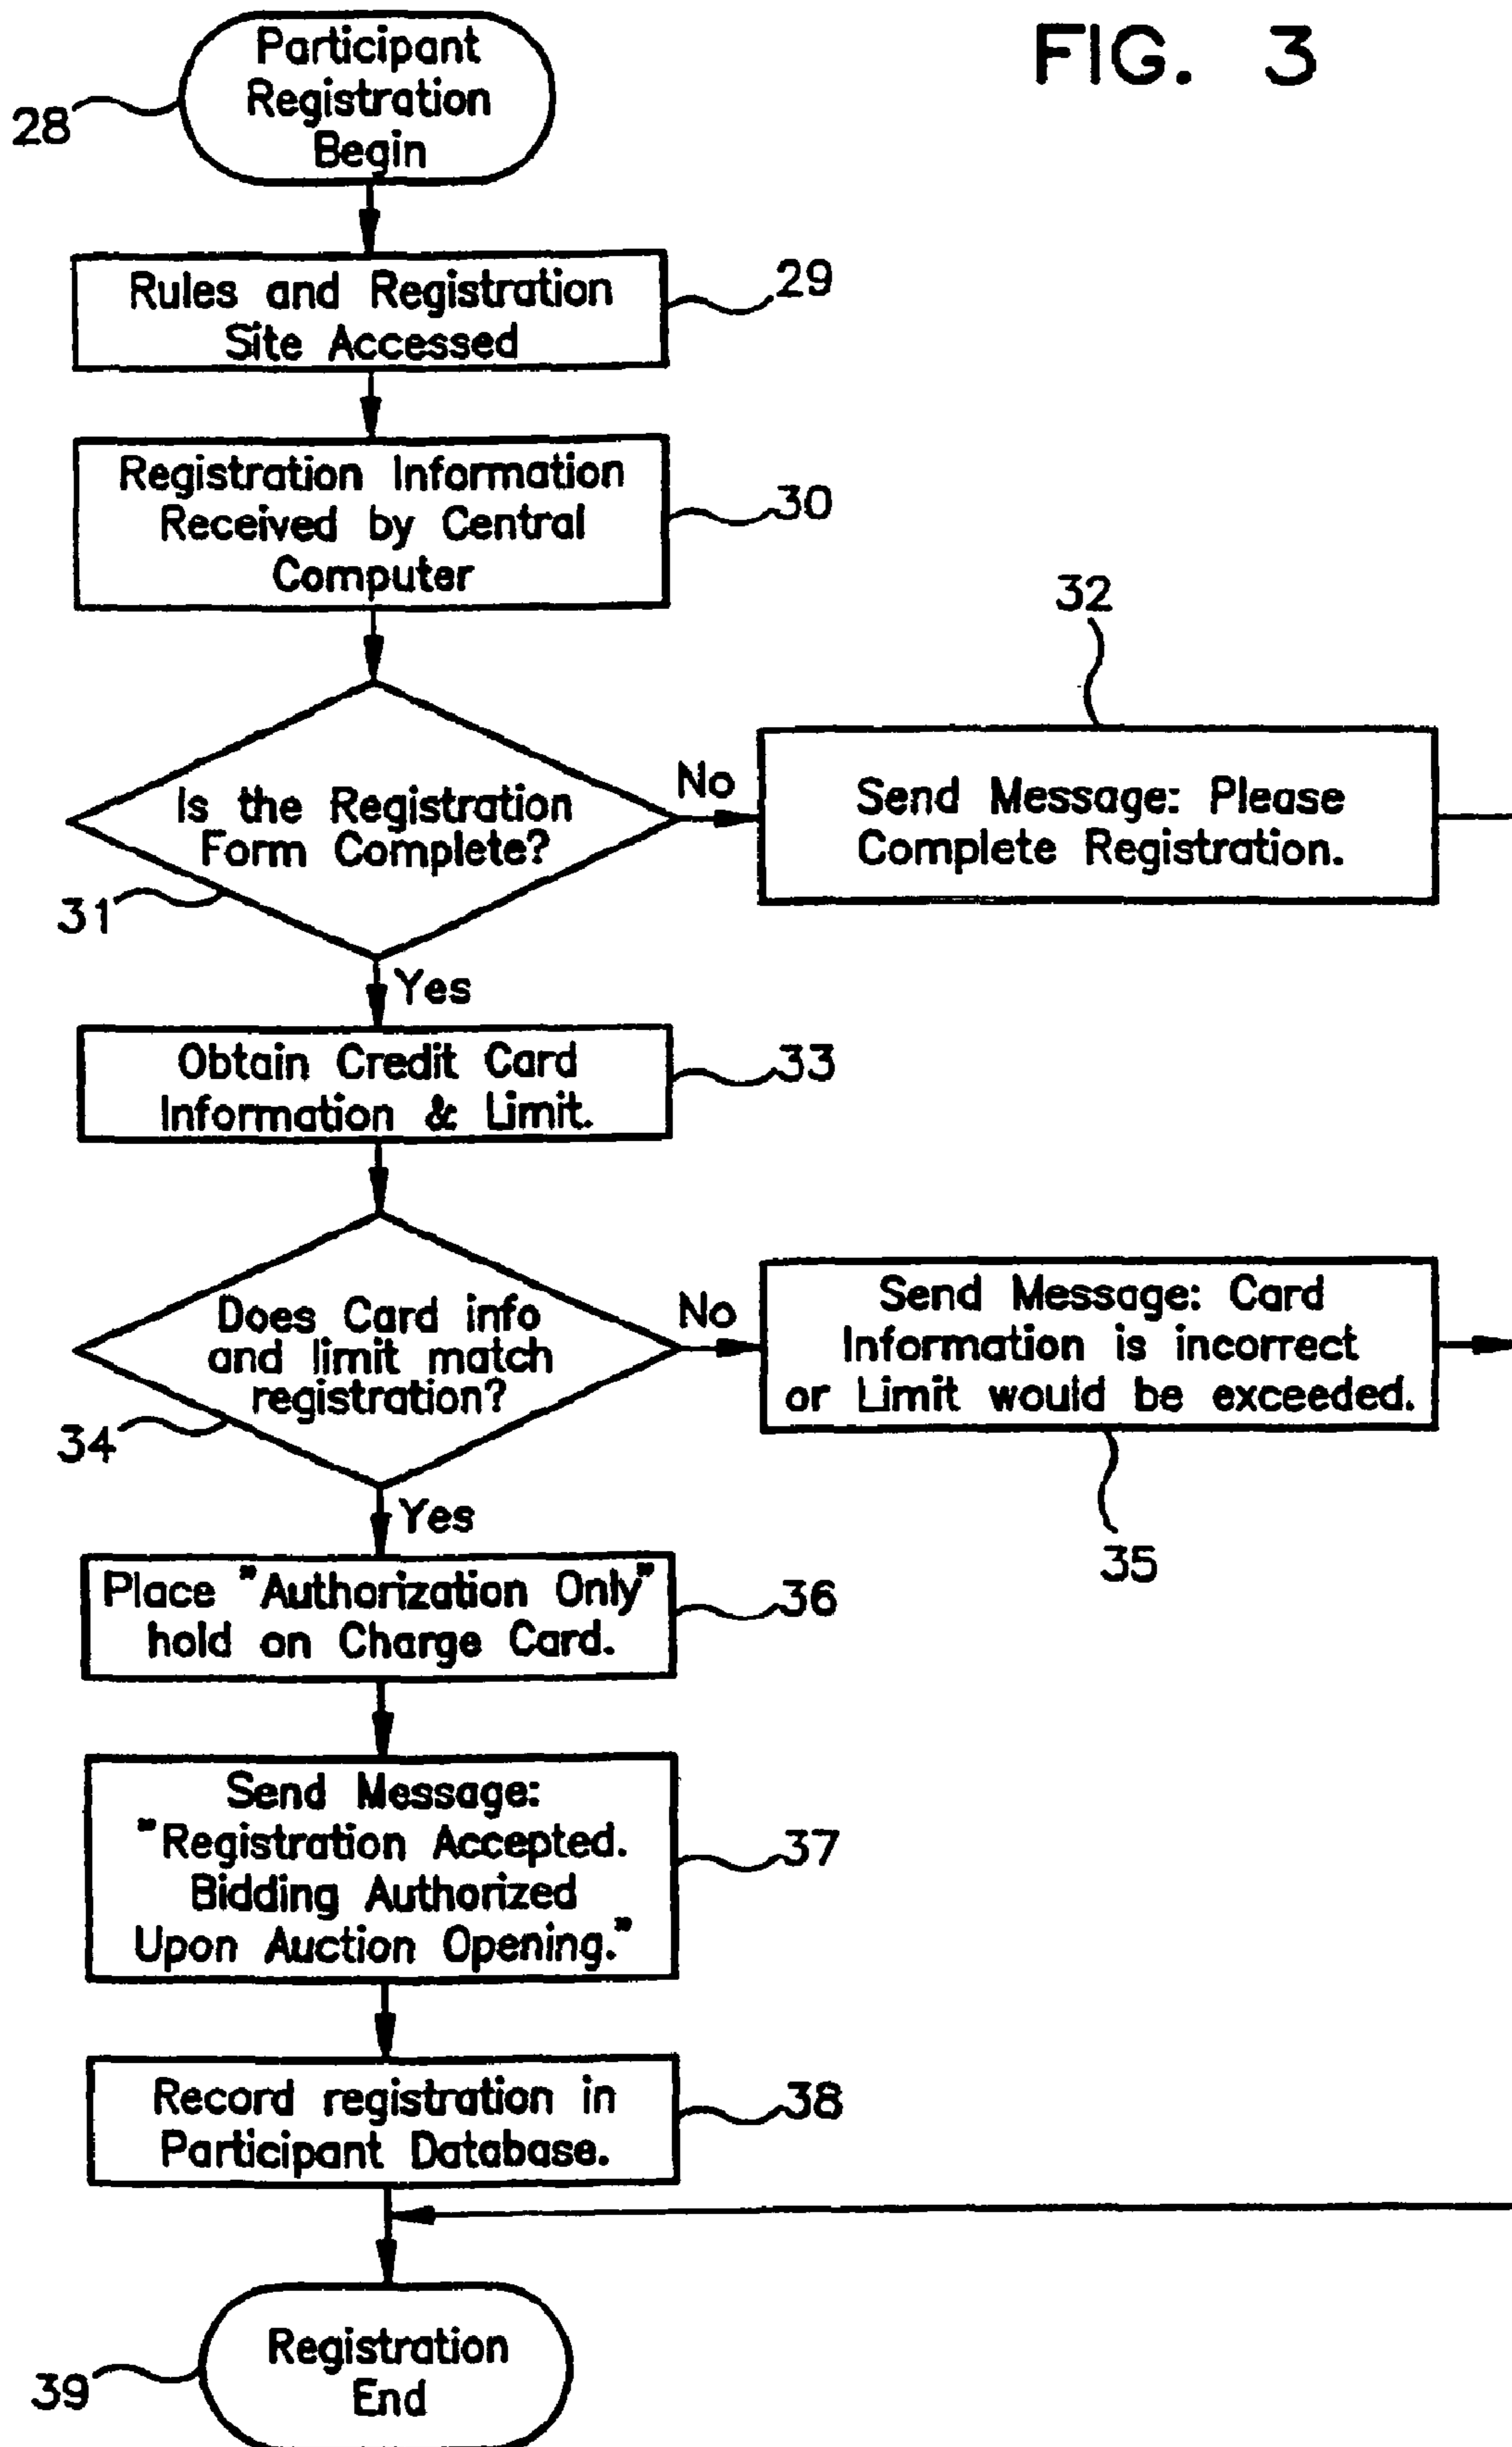 FIG. 3
Participant
Registration
Begin
28
Rules and Registration
Site Accessed
29
Registration Information
Received by Central
Computer
30
Is the Registration
Form Complete?
31
No
32
Send Message: Please
Complete Registration.
Yes
Obtain Credit Card
Information & Limit.
33
Does Card info
and limit match
registration?
34
No
Send Message: Card
Information is incorrect
or Limit would be exceeded.
35
Yes
Place "Authorization Only"
hold on Charge Card.
36
Send Message:
"Registration Accepted.
Bidding Authorized
Upon Auction Opening."
37
Record registration in
Participant Database.
38
Registration
End
39